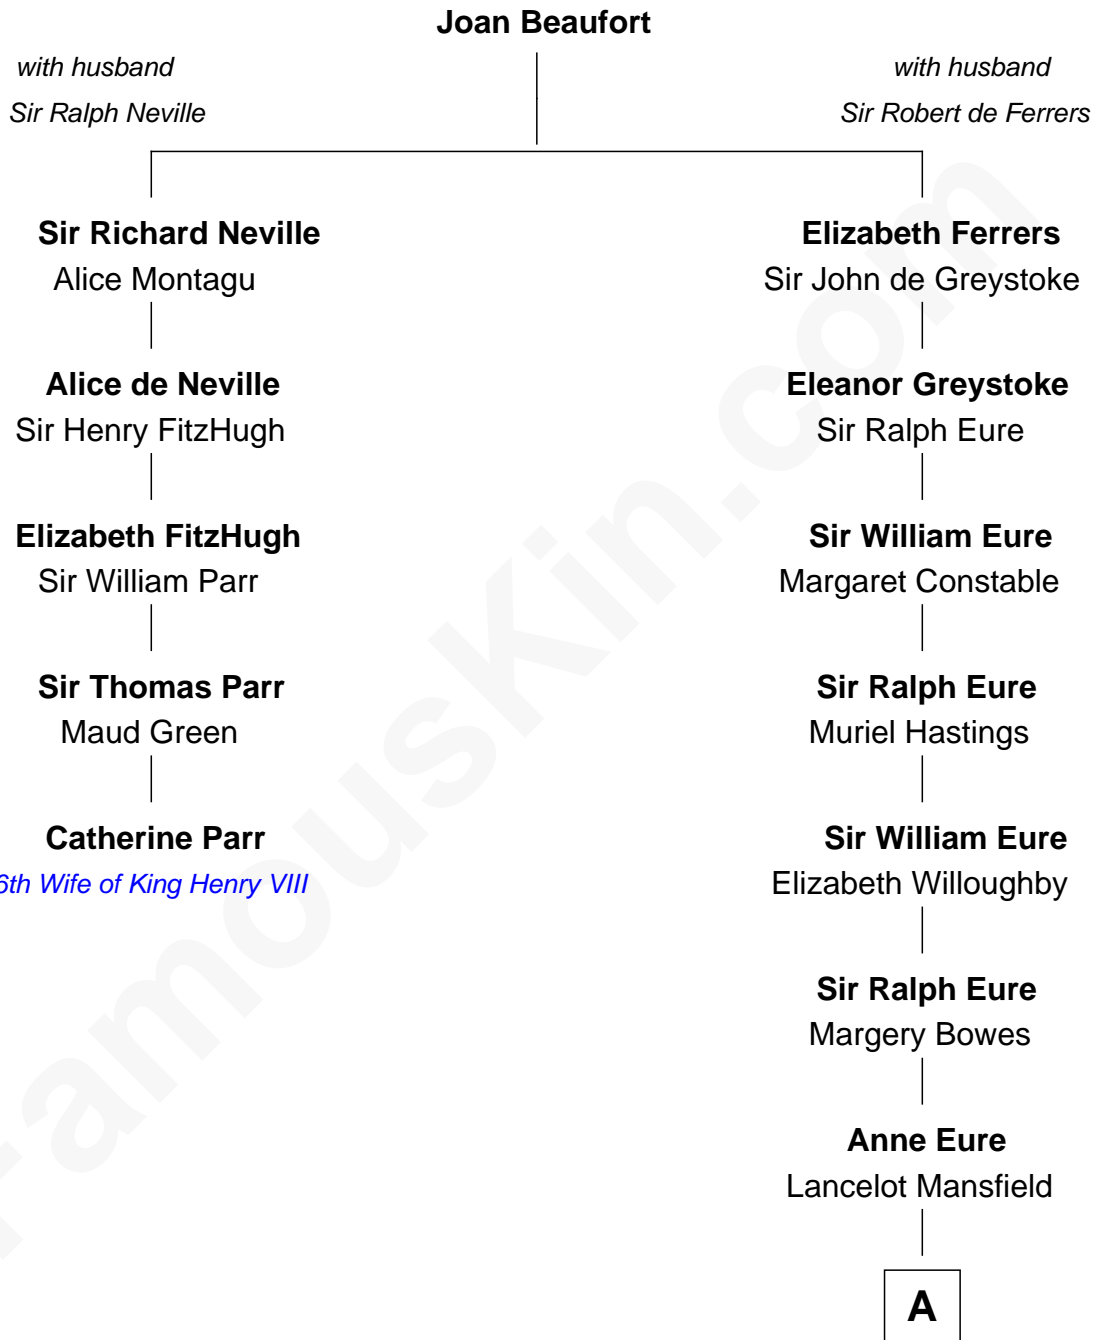 Joan Beaufort
with husband
Sir Ralph Neville
with husband
Sir Robert de Ferrers
Sir Richard Neville
Alice Montagu
Elizabeth Ferrers
Sir John de Greystoke
Alice de Neville
Sir Henry FitzHugh
Eleanor Greystoke
Sir Ralph Eure
Elizabeth FitzHugh
Sir William Parr
Sir William Eure
Margaret Constable
Sir Thomas Parr
Maud Green
Sir Ralph Eure
Muriel Hastings
Catherine Parr
6th Wife of King Henry VIII
Sir William Eure
Elizabeth Willoughby
Sir Ralph Eure
Margery Bowes
Anne Eure
Lancelot Mansfield
A
FamousKin.com